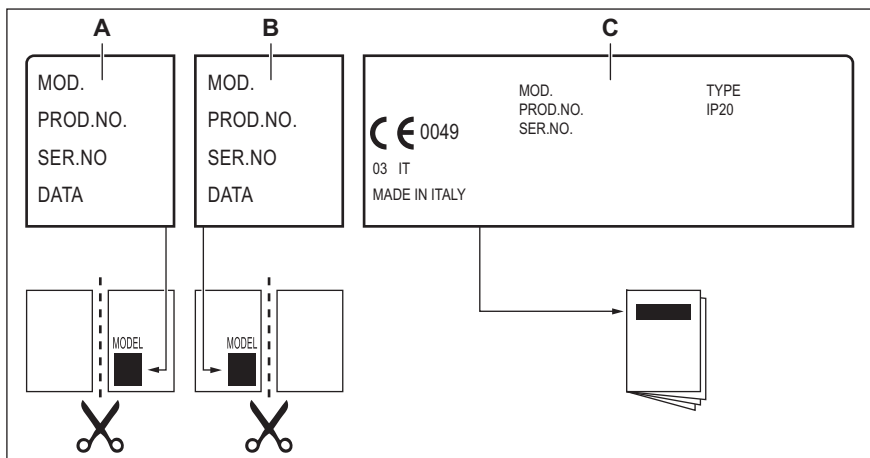 A
B
C
MOD.
PROD.NO.
SER.NO
DATA
MOD.
PROD.NO.
SER.NO
DATA
MOD.
PROD.NO.
SER.NO.
TYPE
IP20
CE 0049
03 IT
MADE IN ITALY
MODEL
MODEL